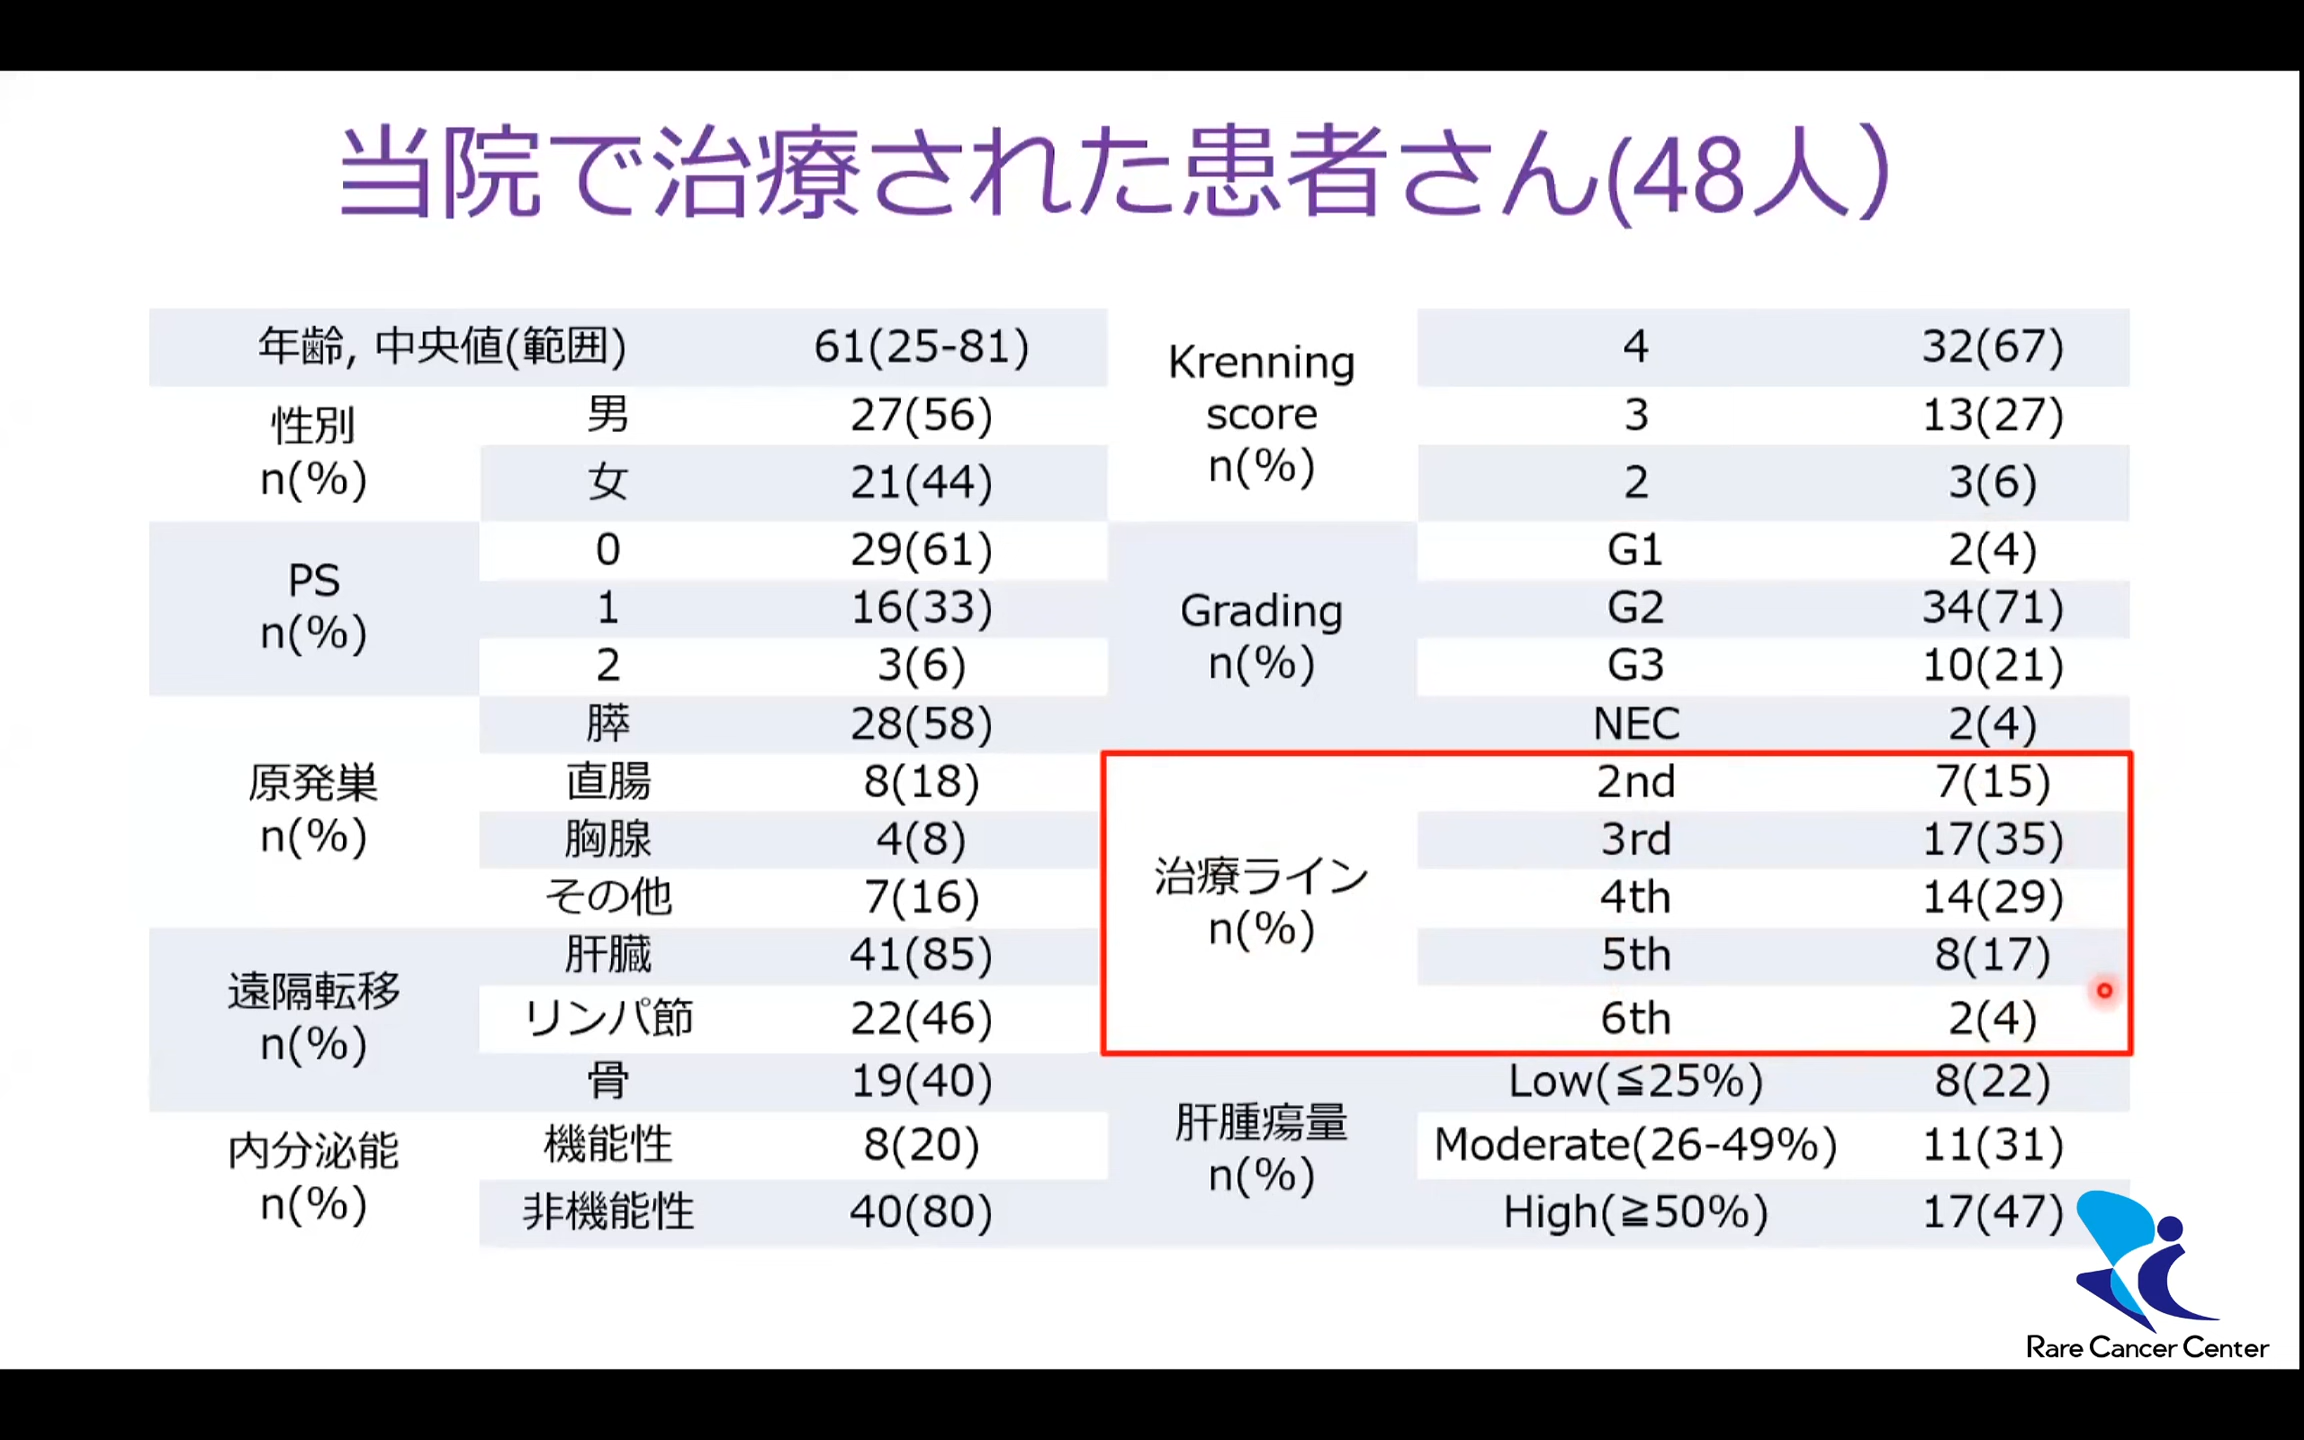 当院で治療された患者さん(48人)
年齢, 中央値(範囲) 61(25-81)
性別
n(%)
男 27(56)
女 21(44)
PS
n(%)
0 29(61)
1 16(33)
2 3(6)
原発巣
n(%)
膵 28(58)
直腸 8(18)
胸腺 4(8)
その他 7(16)
遠隔転移
n(%)
肝臓 41(85)
リンパ節 22(46)
骨 19(40)
内分泌能
n(%)
機能性 8(20)
非機能性 40(80)
Krenning
score
n(%)
4 32(67)
3 13(27)
2 3(6)
Grading
n(%)
G1 2(4)
G2 34(71)
G3 10(21)
NEC 2(4)
治療ライン
n(%)
2nd 7(15)
3rd 17(35)
4th 14(29)
5th 8(17)
6th 2(4)
肝腫瘍量
n(%)
Low(≦25%) 8(22)
Moderate(26-49%) 11(31)
High(≧50%) 17(47)
Rare Cancer Center